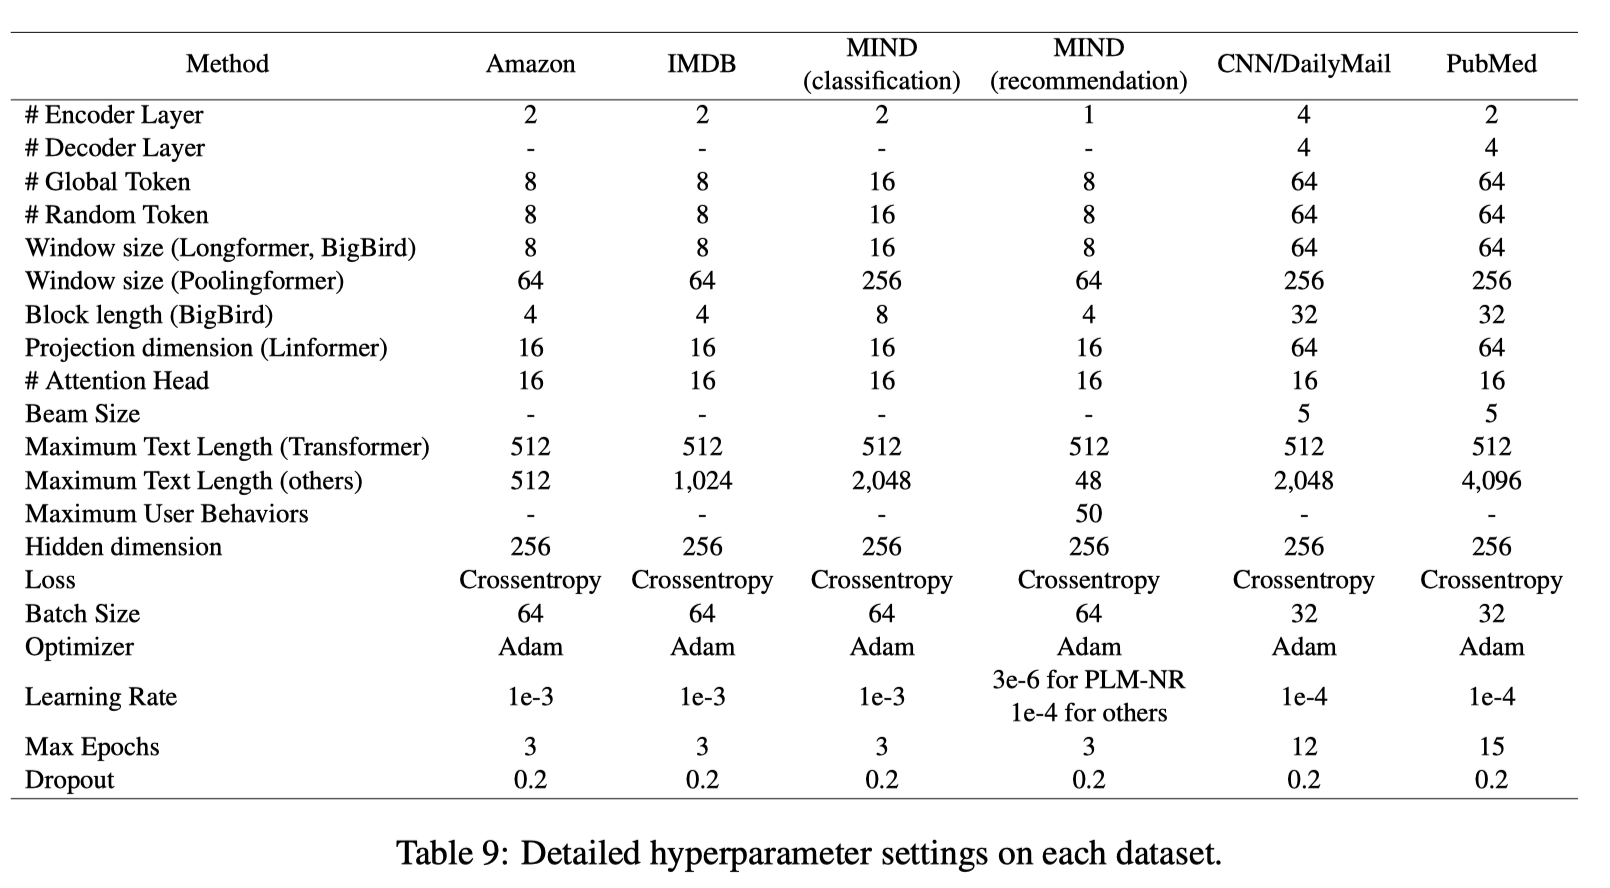 Method Amazon IMDB MIND (classification) MIND (recommendation) CNN/DailyMail PubMed
# Encoder Layer 2 2 2 1 4 2
# Decoder Layer - - - - 4 4
# Global Token 8 8 16 8 64 64
# Random Token 8 8 16 8 64 64
Window size (Longformer, BigBird) 8 8 16 8 64 64
Window size (Poolingformer) 64 64 256 64 256 256
Block length (BigBird) 4 4 8 4 32 32
Projection dimension (Linformer) 16 16 16 16 64 64
# Attention Head 16 16 16 16 16 16
Beam Size - - - - 5 5
Maximum Text Length (Transformer) 512 512 512 512 512 512
Maximum Text Length (others) 512 1,024 2,048 48 2,048 4,096
Maximum User Behaviors - - - 50 - -
Hidden dimension 256 256 256 256 256 256
Loss Crossentropy Crossentropy Crossentropy Crossentropy Crossentropy Crossentropy
Batch Size 64 64 64 64 32 32
Optimizer Adam Adam Adam Adam Adam Adam
Learning Rate 1e-3 1e-3 1e-3 3e-6 for PLM-NR 1e-4 for others 1e-4 1e-4
Max Epochs 3 3 3 3 12 15
Dropout 0.2 0.2 0.2 0.2 0.2 0.2
Table 9: Detailed hyperparameter settings on each dataset.